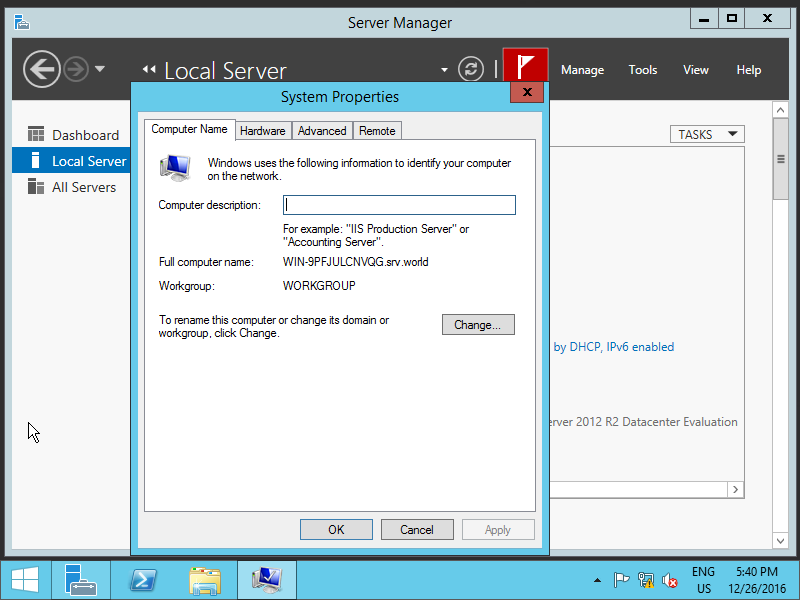 Server Manager
Local Server
Manage
Tools
View
Help
System Properties
Computer Name
Hardware
Advanced
Remote
Windows uses the following information to identify your computer
on the network.
Computer description:
For example: "IIS Production Server" or
"Accounting Server".
Full computer name:
WIN-9PFJULCNVQG.srv.world
Workgroup:
WORKGROUP
To rename this computer or change its domain or
workgroup, click Change.
Change...
OK
Cancel
Apply
Dashboard
Local Server
All Servers
TASKS
by DHCP, IPv6 enabled
2012 R2 Datacenter Evaluation
ENG
US
5:40 PM
12/26/2016